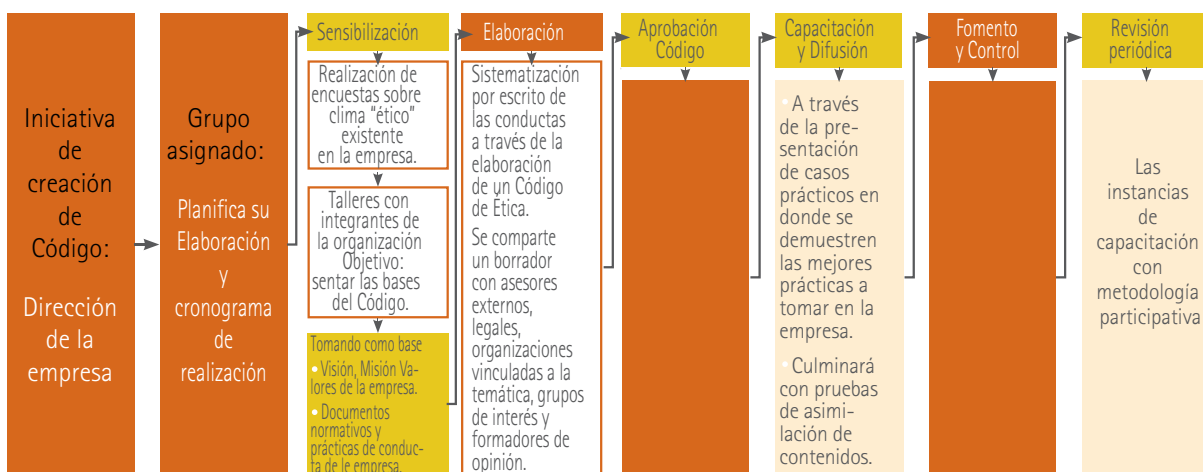 Iniciativa
de
creación
de
Código:
Dirección
de la
empresa
Grupo
asignado:
Planifica su
Elaboración
y
cronograma
de
realización
Sensibilización
Realización de
encuestas sobre
clima “ético”
existente
en la empresa.
Talleres con
integrantes de
la organización
Objetivo:
sentar las bases
del Código.
Tomando como base
• Visión, Misión Va-
lores de la empresa.
• Documentos
normativos y
prácticas de conduc-
ta de le empresa.
Elaboración
Sistematización
por escrito de
las conductas
a través de la
elaboración
de un Código
de Ética.
Se comparte
un borrador
con asesores
externos,
legales,
organizaciones
vinculadas a la
temática, grupos
de interés y
formadores de
opinión.
Aprobación
Código
Capacitación
y Difusión
• A través
de la pre-
sentación
de casos
prácticos en
donde se
demuestren
las mejores
prácticas a
tomar en la
empresa.
• Culminará
con pruebas
de asimi-
lación de
contenidos.
Fomento
y Control
Revisión
periódica
Las
instancias
de
capacitación
con
metodología
participativa